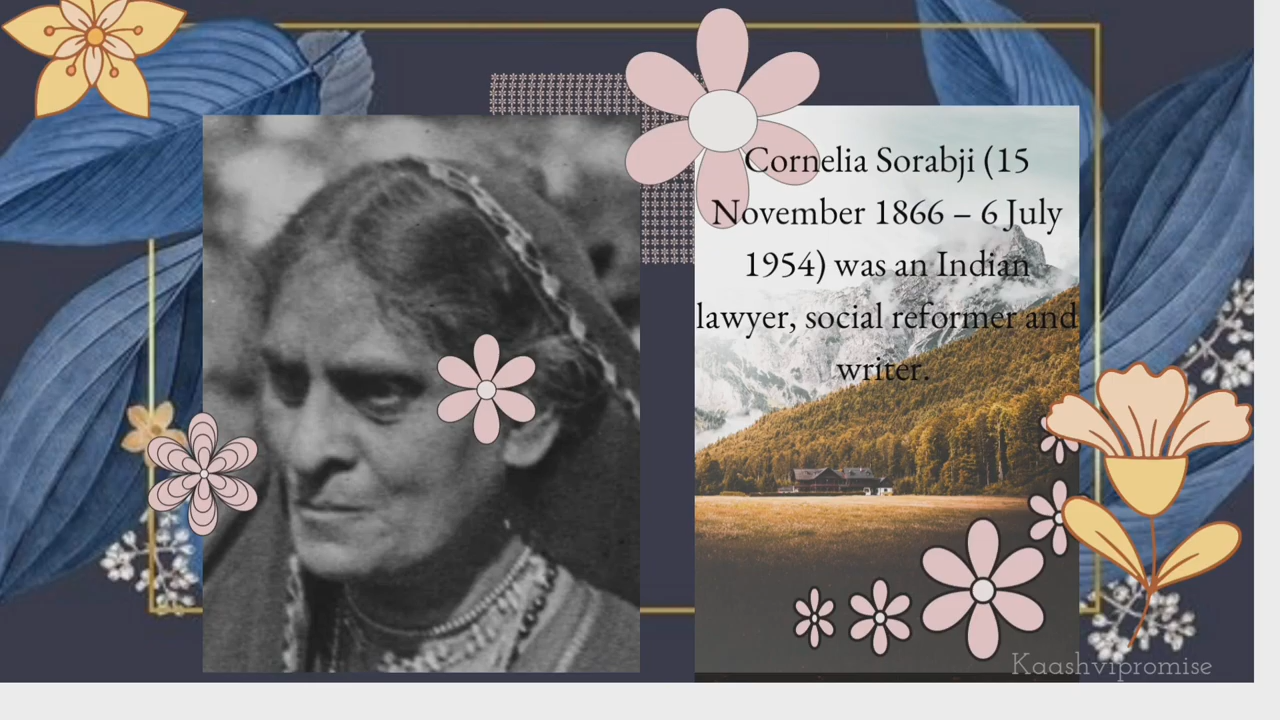 Cornelia Sorabji (15
November 1866 – 6 July
1954) was an Indian
lawyer, social reformer and
writer.
Kaashvipromise